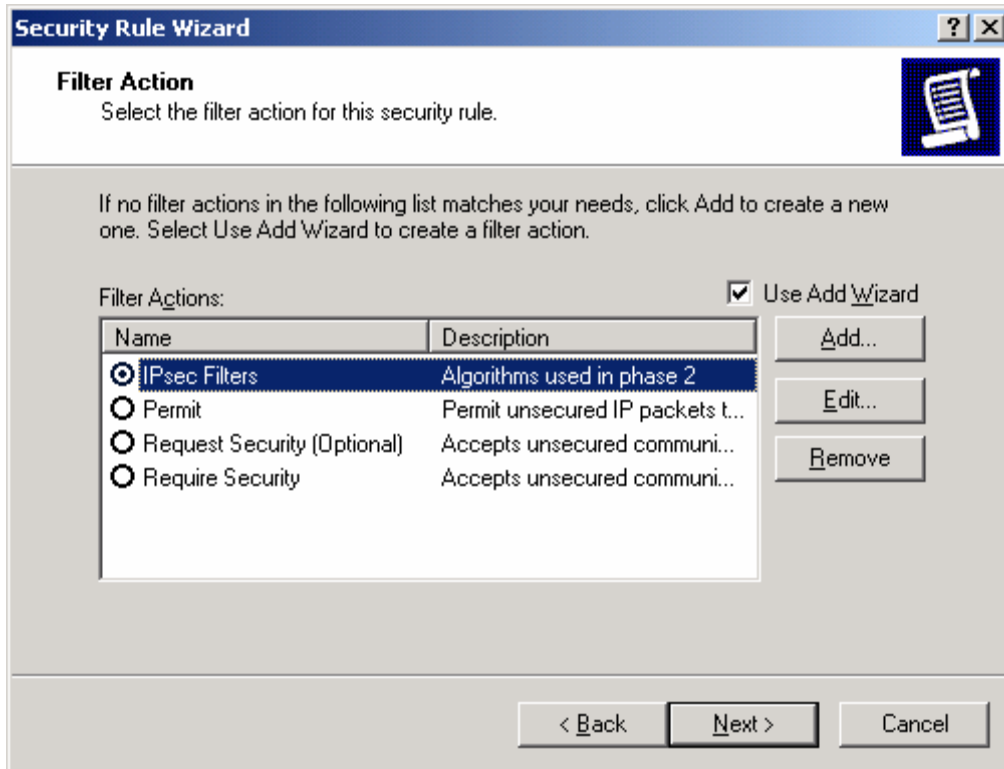 Security Rule Wizard
Filter Action
Select the filter action for this security rule.
If no filter actions in the following list matches your needs, click Add to create a new
one. Select Use Add Wizard to create a filter action.
Filter Actions:
Use Add Wizard
Name Description
IPsec Filters Algorithms used in phase 2
Permit Permit unsecured IP packets t...
Request Security (Optional) Accepts unsecured communi...
Require Security Accepts unsecured communi...
Add...
Edit...
Remove
< Back Next > Cancel